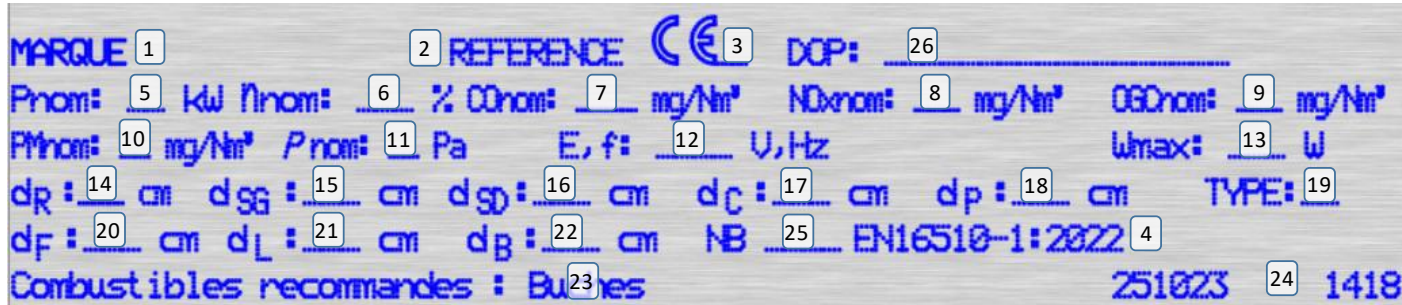 MARQUE 1 2 REFERENCE CE 3 DOP: 26
Pnom: 5 kW ηnom: 6 % COnom: 7 mg/Nm³ NOxnom: 8 mg/Nm³ OGCnom: 9 mg/Nm³
PMnom: 10 mg/Nm³ Pnom: 11 Pa E,f: 12 V,Hz Wmax: 13 W
dR: 14 cm dSG: 15 cm dSD: 16 cm dC: 17 cm dP: 18 cm TYPE: 19
dF: 20 cm dL: 21 cm dB: 22 cm NB 25 EN16510-1:2022 4
Combustibles recommandes : 23 251023 24 1418